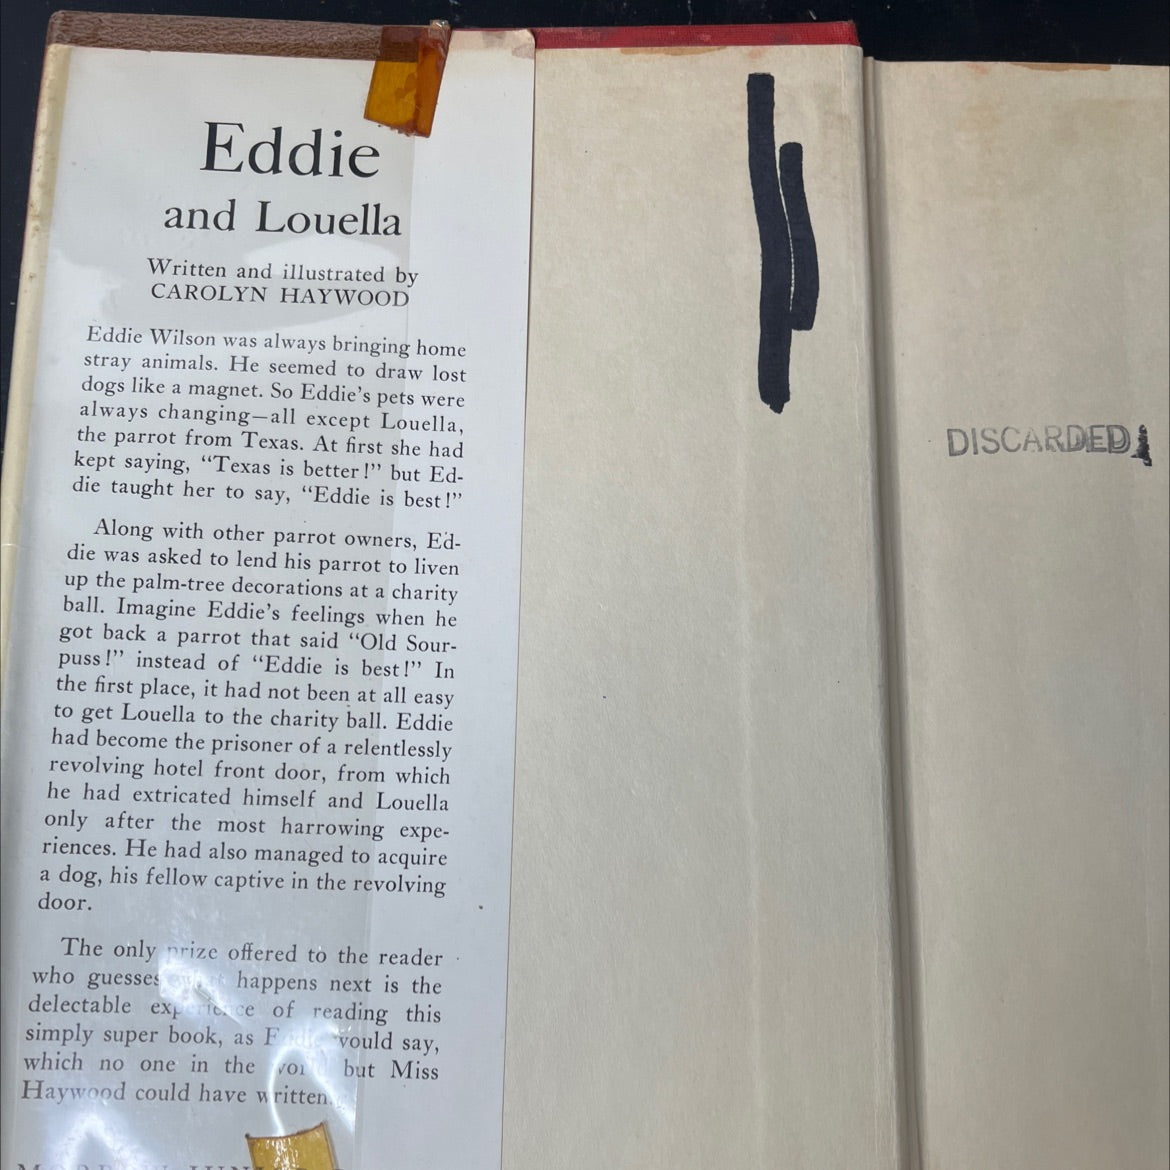 Eddie
and Louella
Written and illustrated by
CAROLYN HAYWOOD
Eddie Wilson was always bringing home
stray animals. He seemed to draw lost
dogs like a magnet. So Eddie's pets were
always changing—all except Louella,
the parrot from Texas. At first she had
kept saying, "Texas is better!" but Ed-
die taught her to say, "Eddie is best!"
Along with other parrot owners, Ed-
die was asked to lend his parrot to liven
up the palm-tree decorations at a charity
ball. Imagine Eddie's feelings when he
got back a parrot that said "Old Sour-
puss!" instead of "Eddie is best!" In
the first place, it had not been at all easy
to get Louella to the charity ball. Eddie
had become the prisoner of a relentlessly
revolving hotel front door, from which
he had extricated himself and Louella
only after the most harrowing expe-
riences. He had also managed to acquire
a dog, his fellow captive in the revolving
door.
The only prize offered to the reader
who guesses what happens next is the
delectable experience of reading this
simply super book, as Eddie would say,
which no one in the world but Miss
Haywood could have written.
DISCARDED